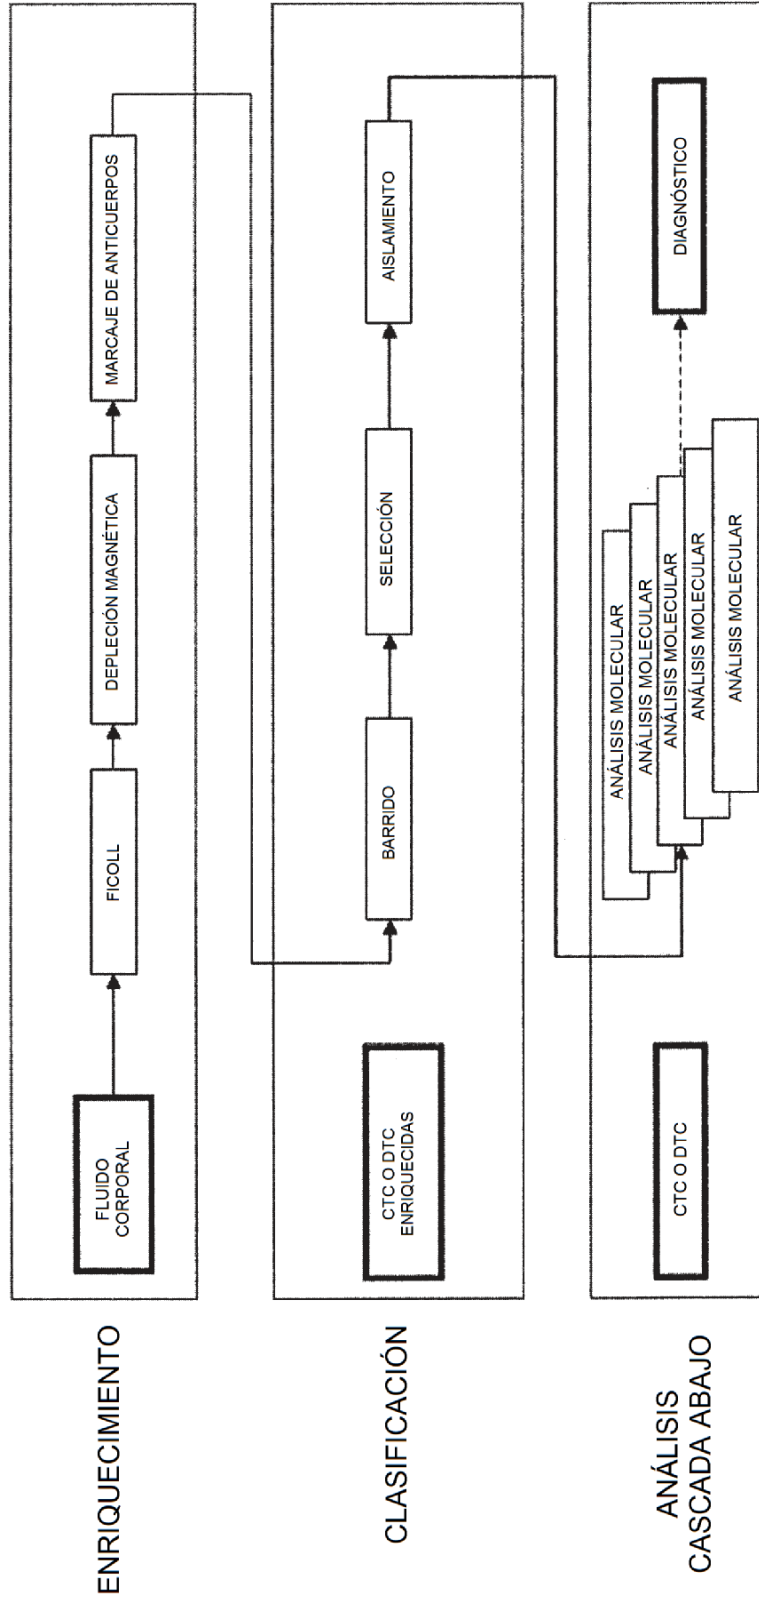 ENRIQUECIMIENTO
FLUIDO
CORPORAL
FICOLL
DEPLECIÓN MAGNÉTICA
MARCAJE DE ANTICUERPOS
CLASIFICACIÓN
CTC O DTC
ENRIQUECIDAS
BARRIDO
SELECCIÓN
AISLAMIENTO
ANÁLISIS
CASCADA ABAJO
CTC O DTC
ANÁLISIS MOLECULAR
ANÁLISIS MOLECULAR
ANÁLISIS MOLECULAR
ANÁLISIS MOLECULAR
ANÁLISIS MOLECULAR
DIAGNÓSTICO